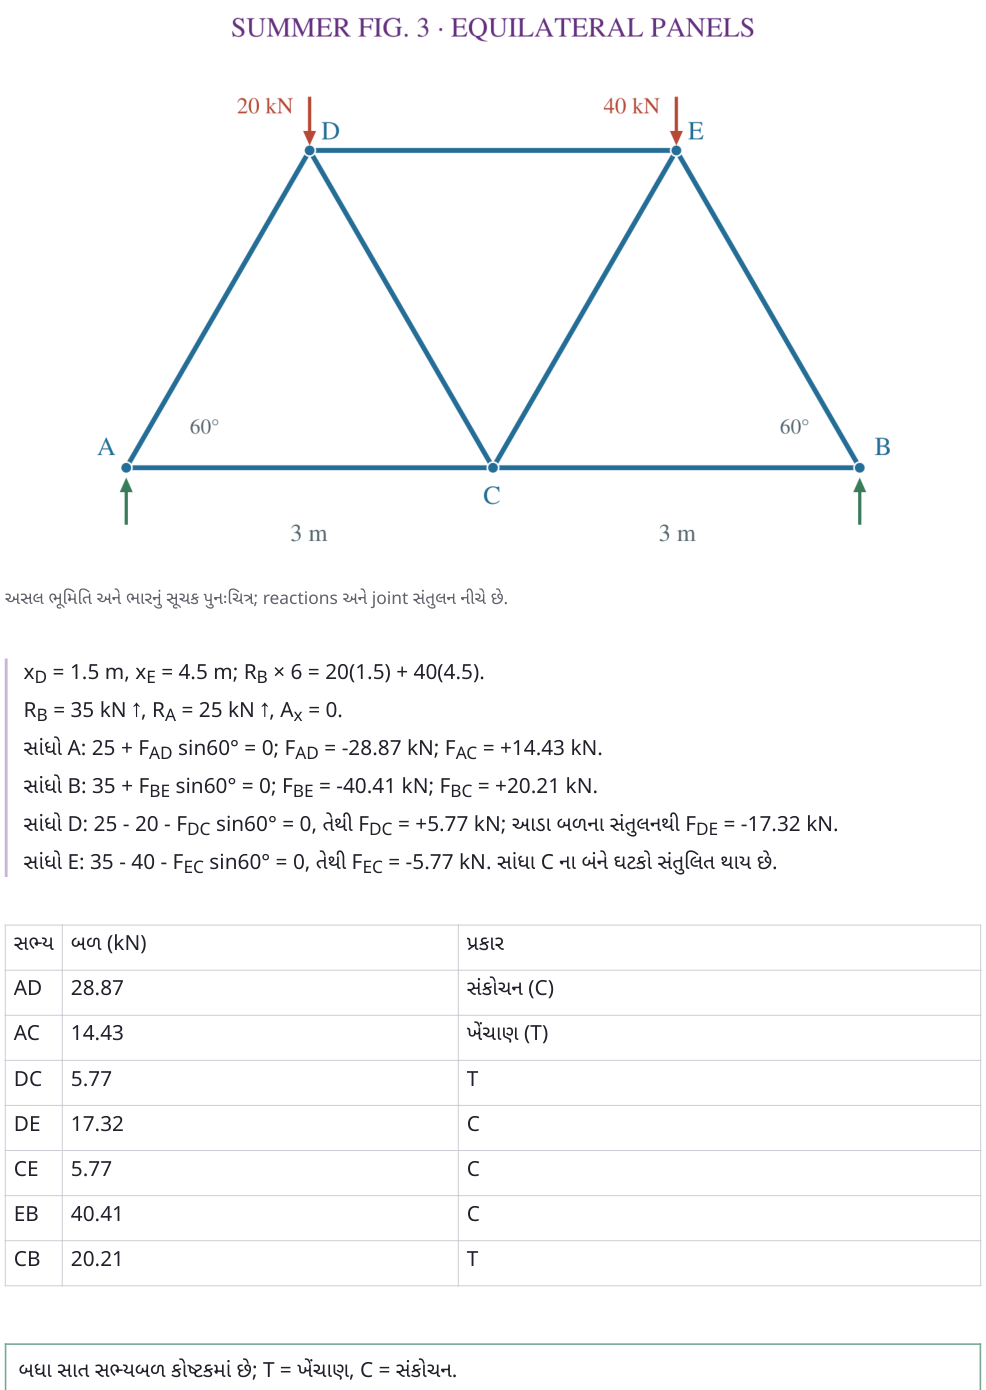 SUMMER FIG. 3 · EQUILATERAL PANELS
20 kN
40 kN
D
E
60°
60°
A
B
C
3 m
3 m
અસલ ભૂમિતિ અને ભારનું સૂચક પુનઃચિત્ર; reactions અને joint સંતુલન નીચે છે.
xD = 1.5 m, xE = 4.5 m; RB × 6 = 20(1.5) + 40(4.5).
RB = 35 kN ↑, RA = 25 kN ↑, Ax = 0.
સાંધો A: 25 + FAD sin60° = 0; FAD = -28.87 kN; FAC = +14.43 kN.
સાંધો B: 35 + FBE sin60° = 0; FBE = -40.41 kN; FBC = +20.21 kN.
સાંધો D: 25 - 20 - FDC sin60° = 0, તેથી FDC = +5.77 kN; આડા બળના સંતુલનથી FDE = -17.32 kN.
સાંધો E: 35 - 40 - FEC sin60° = 0, તેથી FEC = -5.77 kN. સાંધા C ના બંને ઘટકો સંતુલિત થાય છે.
સભ્ય બળ (kN) પ્રકાર
AD 28.87 સંકોચન (C)
AC 14.43 ખેંચાણ (T)
DC 5.77 T
DE 17.32 C
CE 5.77 C
EB 40.41 C
CB 20.21 T
બધા સાત સભ્યબળ કોષ્ટકમાં છે; T = ખેંચાણ, C = સંકોચન.